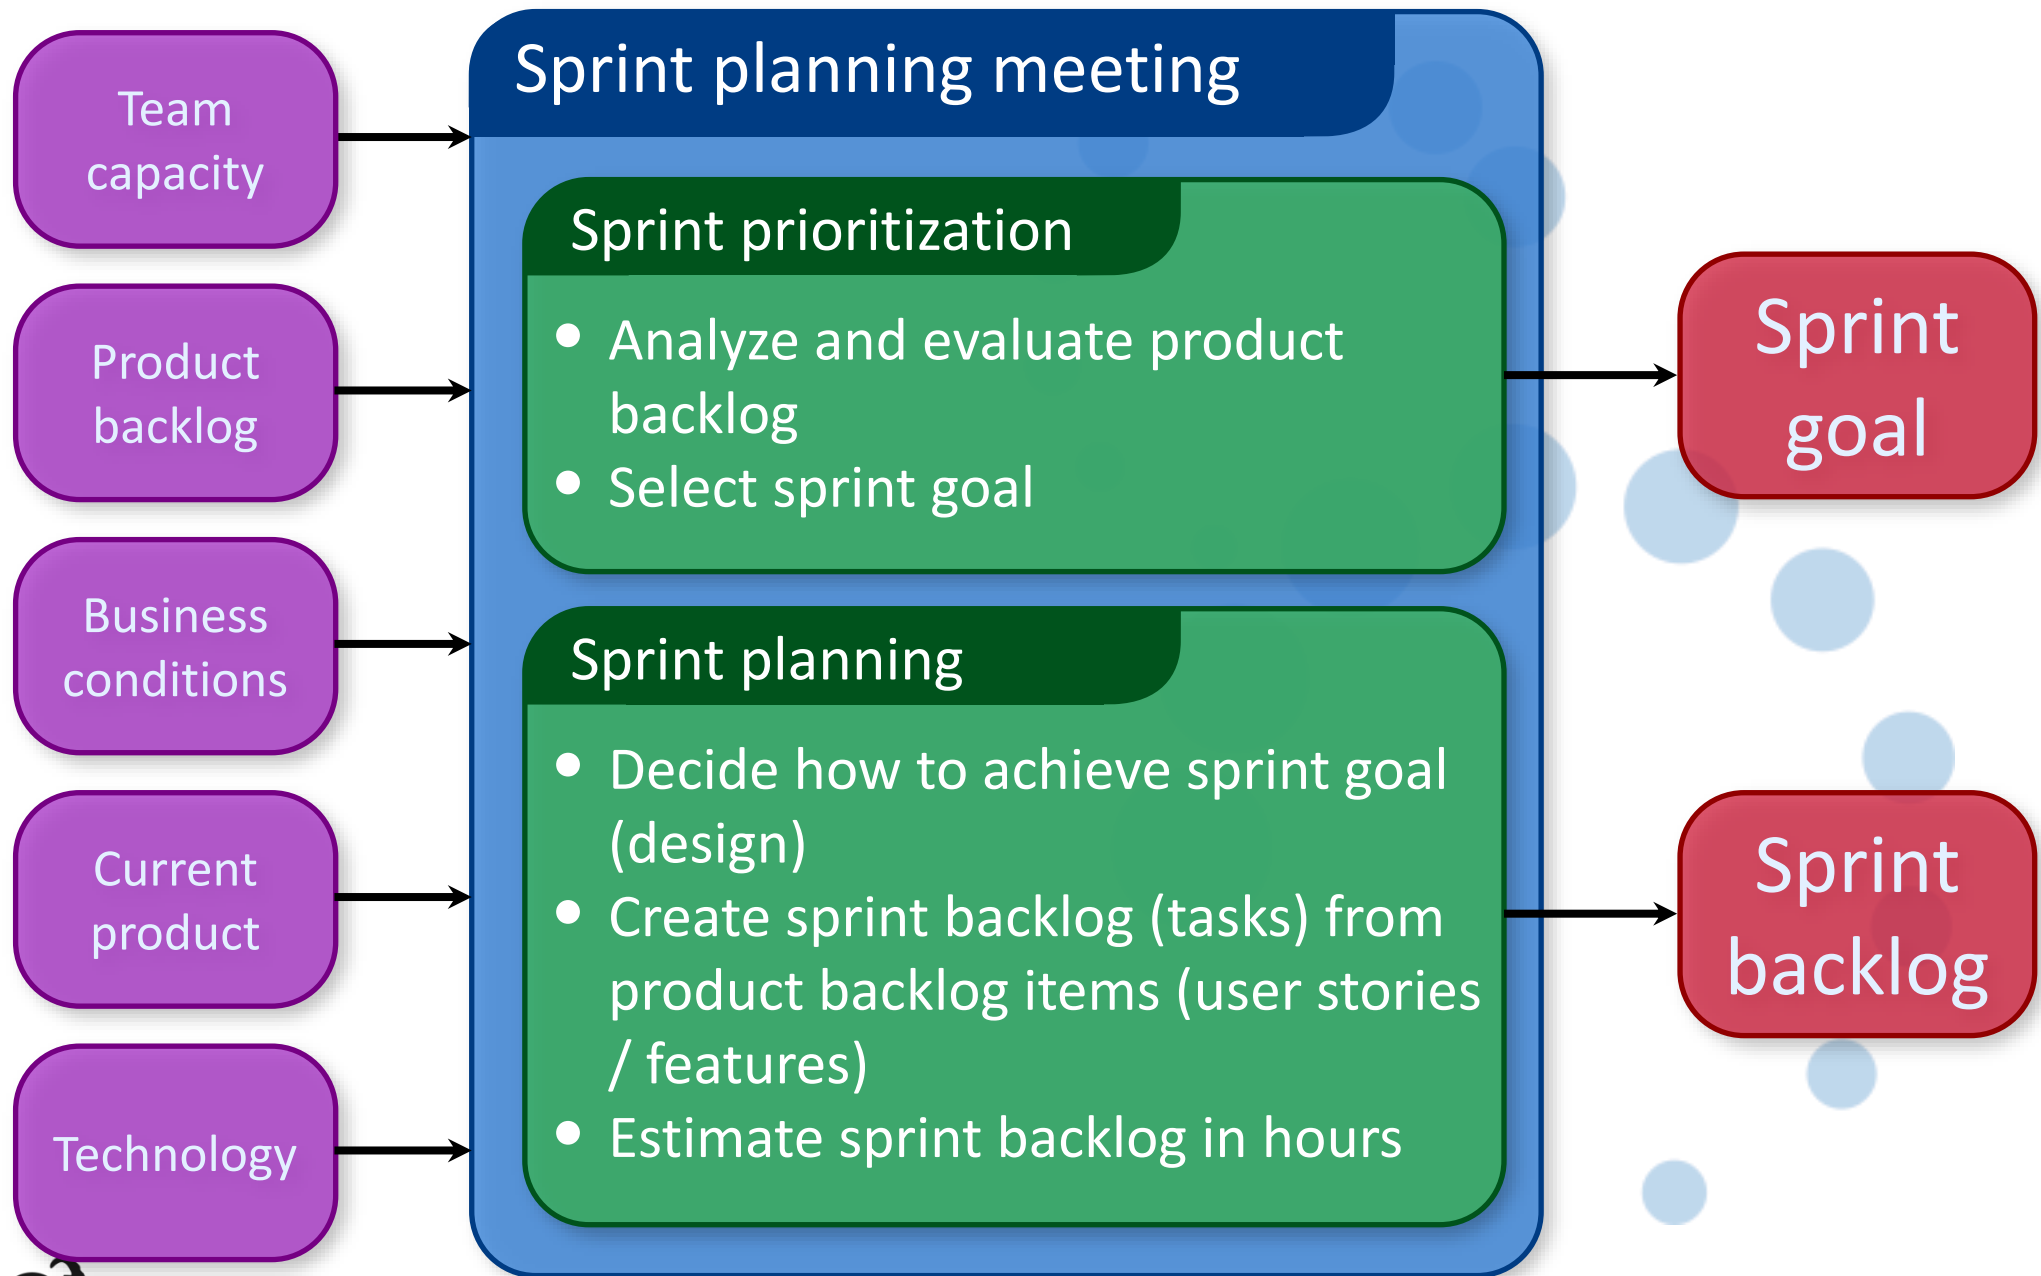 Team
capacity
Product
backlog
Business
conditions
Current
product
Technology
Sprint planning meeting
Sprint prioritization
• Analyze and evaluate product
backlog
• Select sprint goal
Sprint planning
• Decide how to achieve sprint goal
(design)
• Create sprint backlog (tasks) from
product backlog items (user stories
/ features)
• Estimate sprint backlog in hours
Sprint
goal
Sprint
backlog